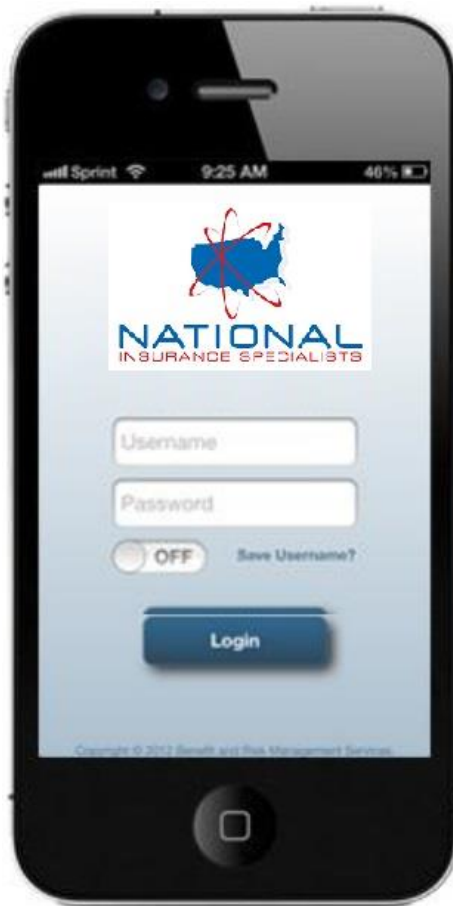 Sprint 9:25 AM 46%
NATIONAL
INSURANCE SPECIALISTS
Username
Password
OFF Save Username?
Login
Copyright © 2012 Benefit and Risk Management Services.